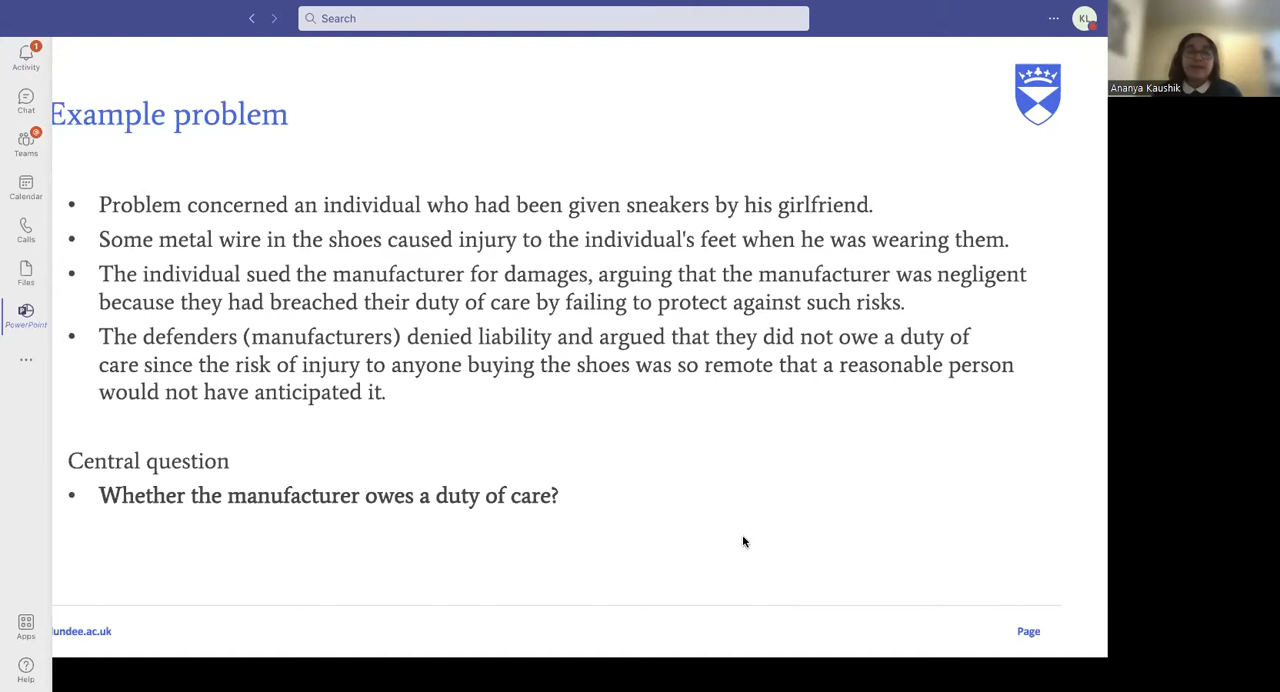 Search
KL
Ananya Kaushik
1
Activity
Chat
Teams
Calendar
Calls
Files
PowerPoint
Apps
Help
Example problem
• Problem concerned an individual who had been given sneakers by his girlfriend.
• Some metal wire in the shoes caused injury to the individual's feet when he was wearing them.
• The individual sued the manufacturer for damages, arguing that the manufacturer was negligent
because they had breached their duty of care by failing to protect against such risks.
• The defenders (manufacturers) denied liability and argued that they did not owe a duty of
care since the risk of injury to anyone buying the shoes was so remote that a reasonable person
would not have anticipated it.
Central question
• Whether the manufacturer owes a duty of care?
undee.ac.uk
Page